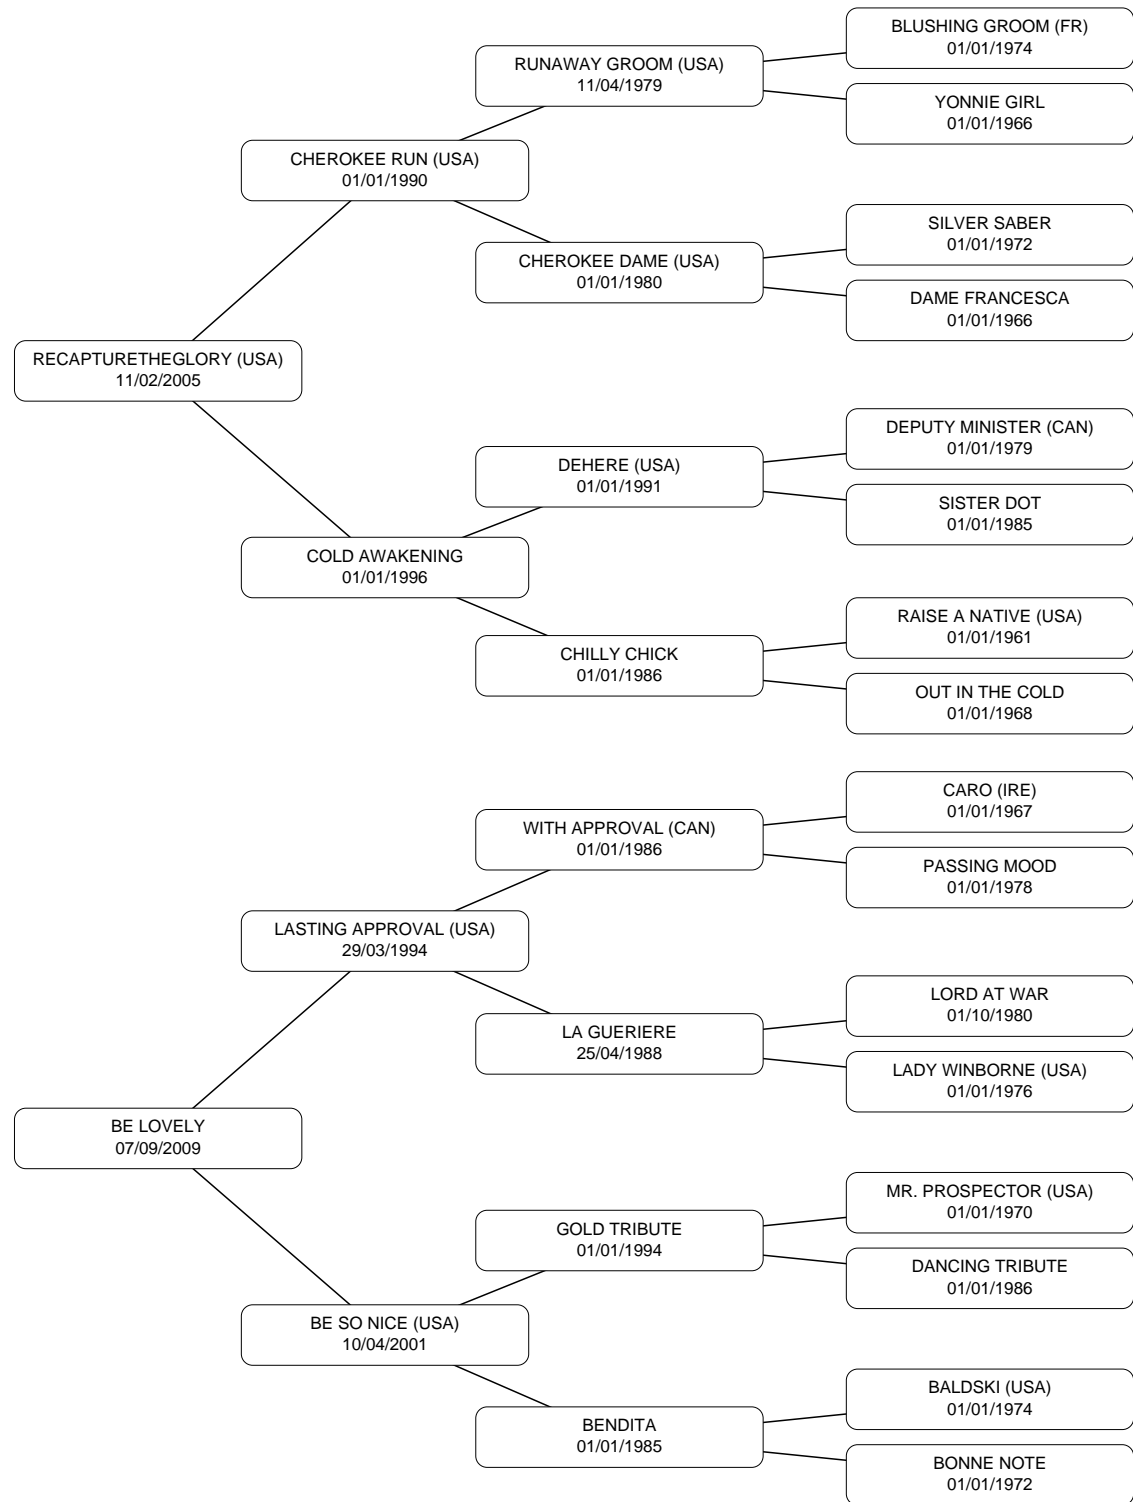 BLUSHING GROOM (FR)
01/01/1974
RUNAWAY GROOM (USA)
11/04/1979
YONNIE GIRL
01/01/1966
CHEROKEE RUN (USA)
01/01/1990
SILVER SABER
01/01/1972
CHEROKEE DAME (USA)
01/01/1980
DAME FRANCESCA
01/01/1966
RECAPTURETHEGLORY (USA)
11/02/2005
DEPUTY MINISTER (CAN)
01/01/1979
DEHERE (USA)
01/01/1991
SISTER DOT
01/01/1985
COLD AWAKENING
01/01/1996
RAISE A NATIVE (USA)
01/01/1961
CHILLY CHICK
01/01/1986
OUT IN THE COLD
01/01/1968
CARO (IRE)
01/01/1967
WITH APPROVAL (CAN)
01/01/1986
PASSING MOOD
01/01/1978
LASTING APPROVAL (USA)
29/03/1994
LORD AT WAR
01/10/1980
LA GUERIERE
25/04/1988
LADY WINBORNE (USA)
01/01/1976
BE LOVELY
07/09/2009
MR. PROSPECTOR (USA)
01/01/1970
GOLD TRIBUTE
01/01/1994
DANCING TRIBUTE
01/01/1986
BE SO NICE (USA)
10/04/2001
BALDSKI (USA)
01/01/1974
BENDITA
01/01/1985
BONNE NOTE
01/01/1972